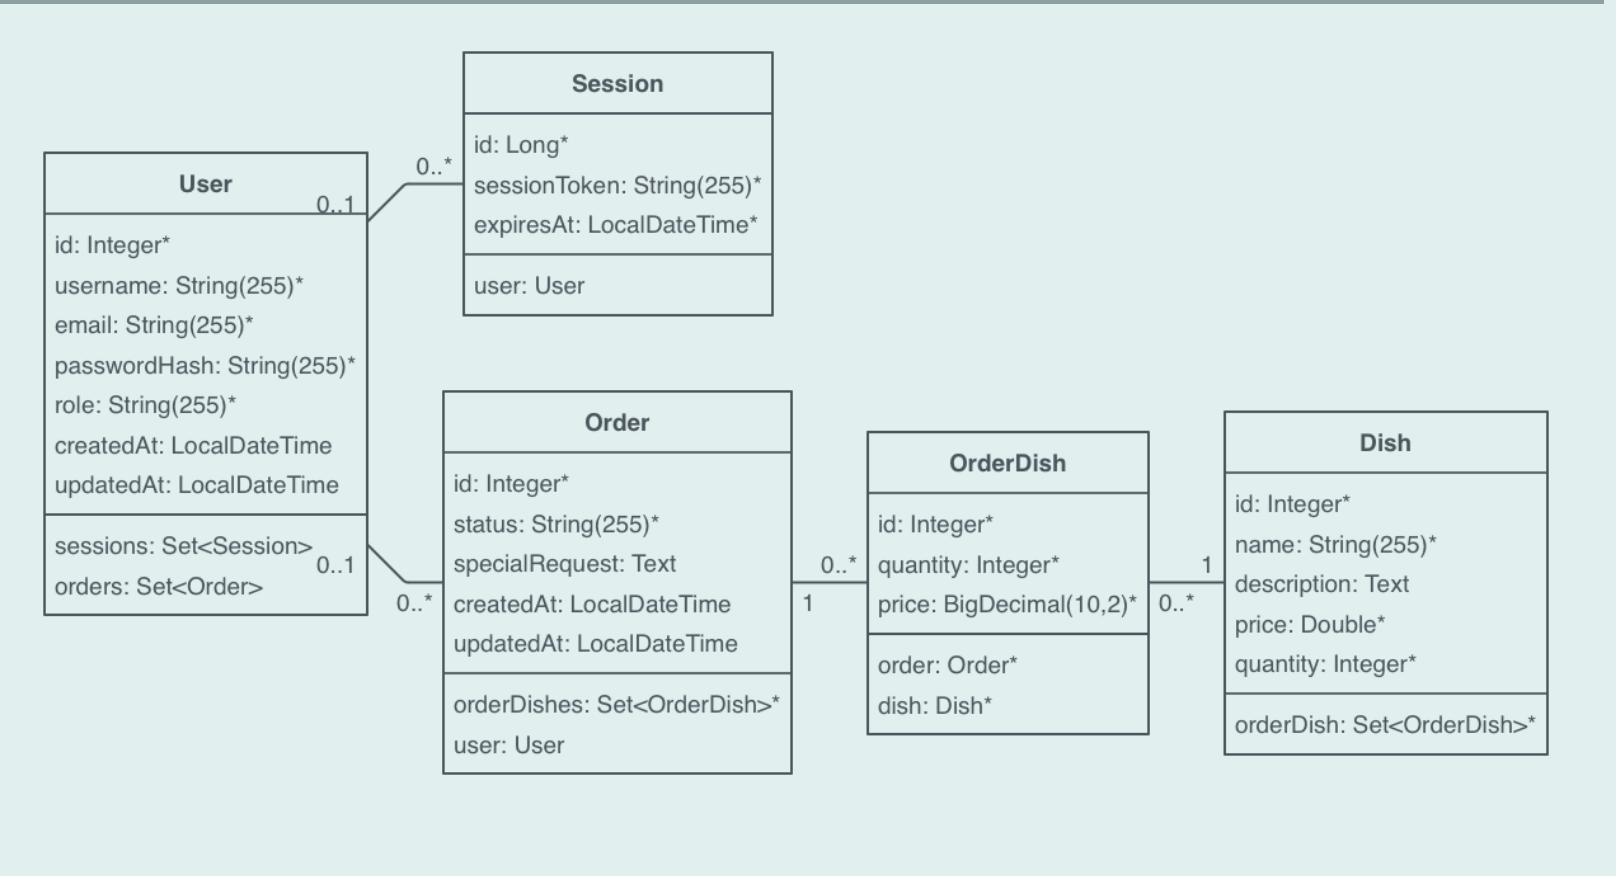 Session
id: Long*
sessionToken: String(255)*
expiresAt: LocalDateTime*
user: User
0..*
0..1
User
id: Integer*
username: String(255)*
email: String(255)*
passwordHash: String(255)*
role: String(255)*
createdAt: LocalDateTime
updatedAt: LocalDateTime
sessions: Set<Session>
orders: Set<Order>
0..1
0..*
Order
id: Integer*
status: String(255)*
specialRequest: Text
createdAt: LocalDateTime
updatedAt: LocalDateTime
orderDishes: Set<OrderDish>*
user: User
1
0..*
OrderDish
id: Integer*
quantity: Integer*
price: BigDecimal(10,2)*
order: Order*
dish: Dish*
0..*
1
Dish
id: Integer*
name: String(255)*
description: Text
price: Double*
quantity: Integer*
orderDish: Set<OrderDish>*